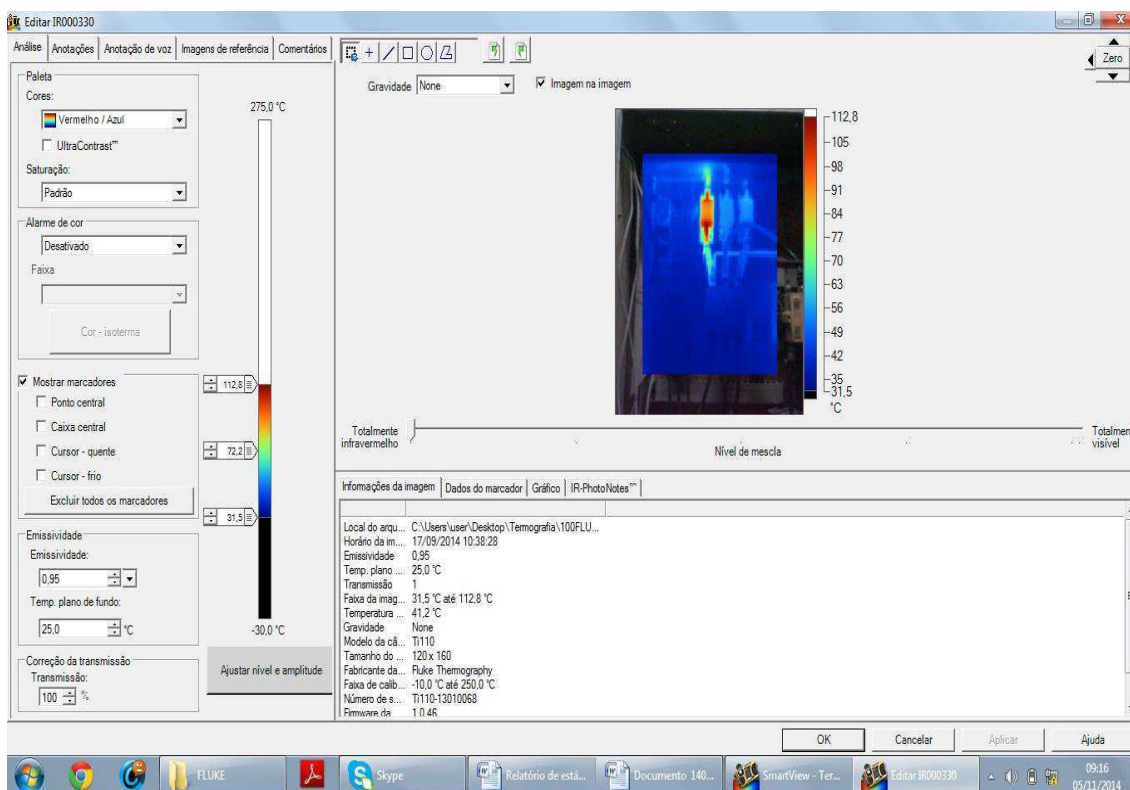 Editar IR000330
Análise Anotações Anotação de voz Imagens de referência Comentários
Paleta
Cores:
Vermelho / Azul
UltraContrast™
Saturação:
Padrão
Alarme de cor
Desativado
Faixa
Cor - isoterma
Mostrar marcadores
Ponto central
Caixa central
Cursor - quente
Cursor - frio
Excluir todos os marcadores
Emissividade
Emissividade:
0,95
Temp. plano de fundo:
25,0 °C
Correção da transmissão
Transmissão:
100 %
275,0 °C
112,8
72,2
31,5
-30,0 °C
Ajustar nível e amplitude
Zero
Gravidade None Imagem na imagem
112,8
105
98
91
84
77
70
63
56
49
42
35
31,5
°C
Totalmente infravermelho
Nível de mescla
Totalmen
visível
Informações da imagem Dados do marcador Gráfico IR-PhotoNotes™
Local do arqu... C:\Users\user\Desktop\Termografia\100FLU...
Horário da im... 17/09/2014 10:38:28
Emissividade 0,95
Temp. plano ... 25,0 °C
Transmissão 1
Faixa da imag... 31,5 °C até 112,8 °C
Temperatura ... 41,2 °C
Gravidade None
Modelo da câ... Ti110
Tamanho do ... 120 x 160
Fabricante da... Fluke Thermography
Faixa de calib... -10,0 °C até 250,0 °C
Número de s... Ti110-13010068
Firmware da 1.0.46
OK Cancelar Aplicar Ajuda
FLUKE
Skype
Relatório de está...
Documento 140...
SmartView - Ter...
Editar IR000330
09:16
05/11/2014